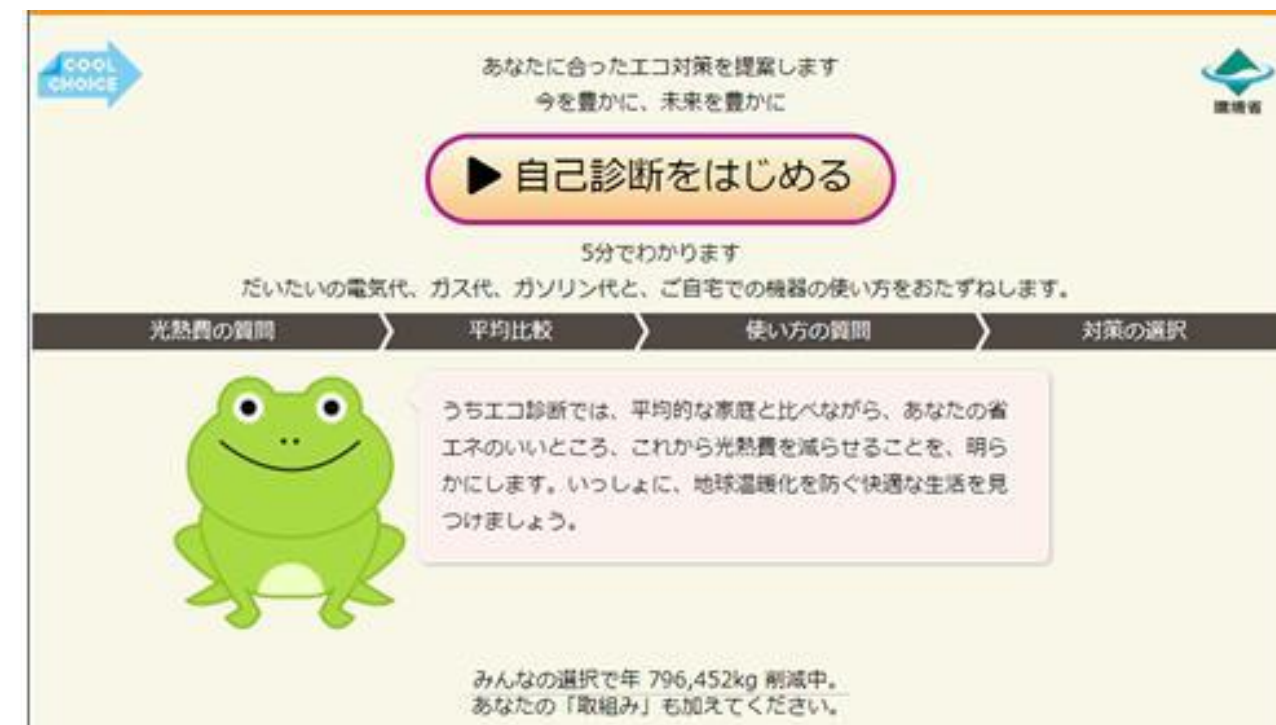 COOL
CHOICE
あなたに合ったエコ対策を提案します
今を豊かに、未来を豊かに
環境省
▶自己診断をはじめる
5分でわかります
だいたいの電気代、ガス代、ガソリン代と、ご自宅での機器の使い方をおたずねします。
光熱費の質問 平均比較 使い方の質問 対策の選択
うちエコ診断では、平均的な家庭と比べながら、あなたの省
エネのいいところ、これから光熱費を減らせることを、明ら
かにします。いっしょに、地球温暖化を防ぐ快適な生活を見
つけましょう。
みんなの選択で年 796,452kg 削減中。
あなたの「取組み」も加えてください。